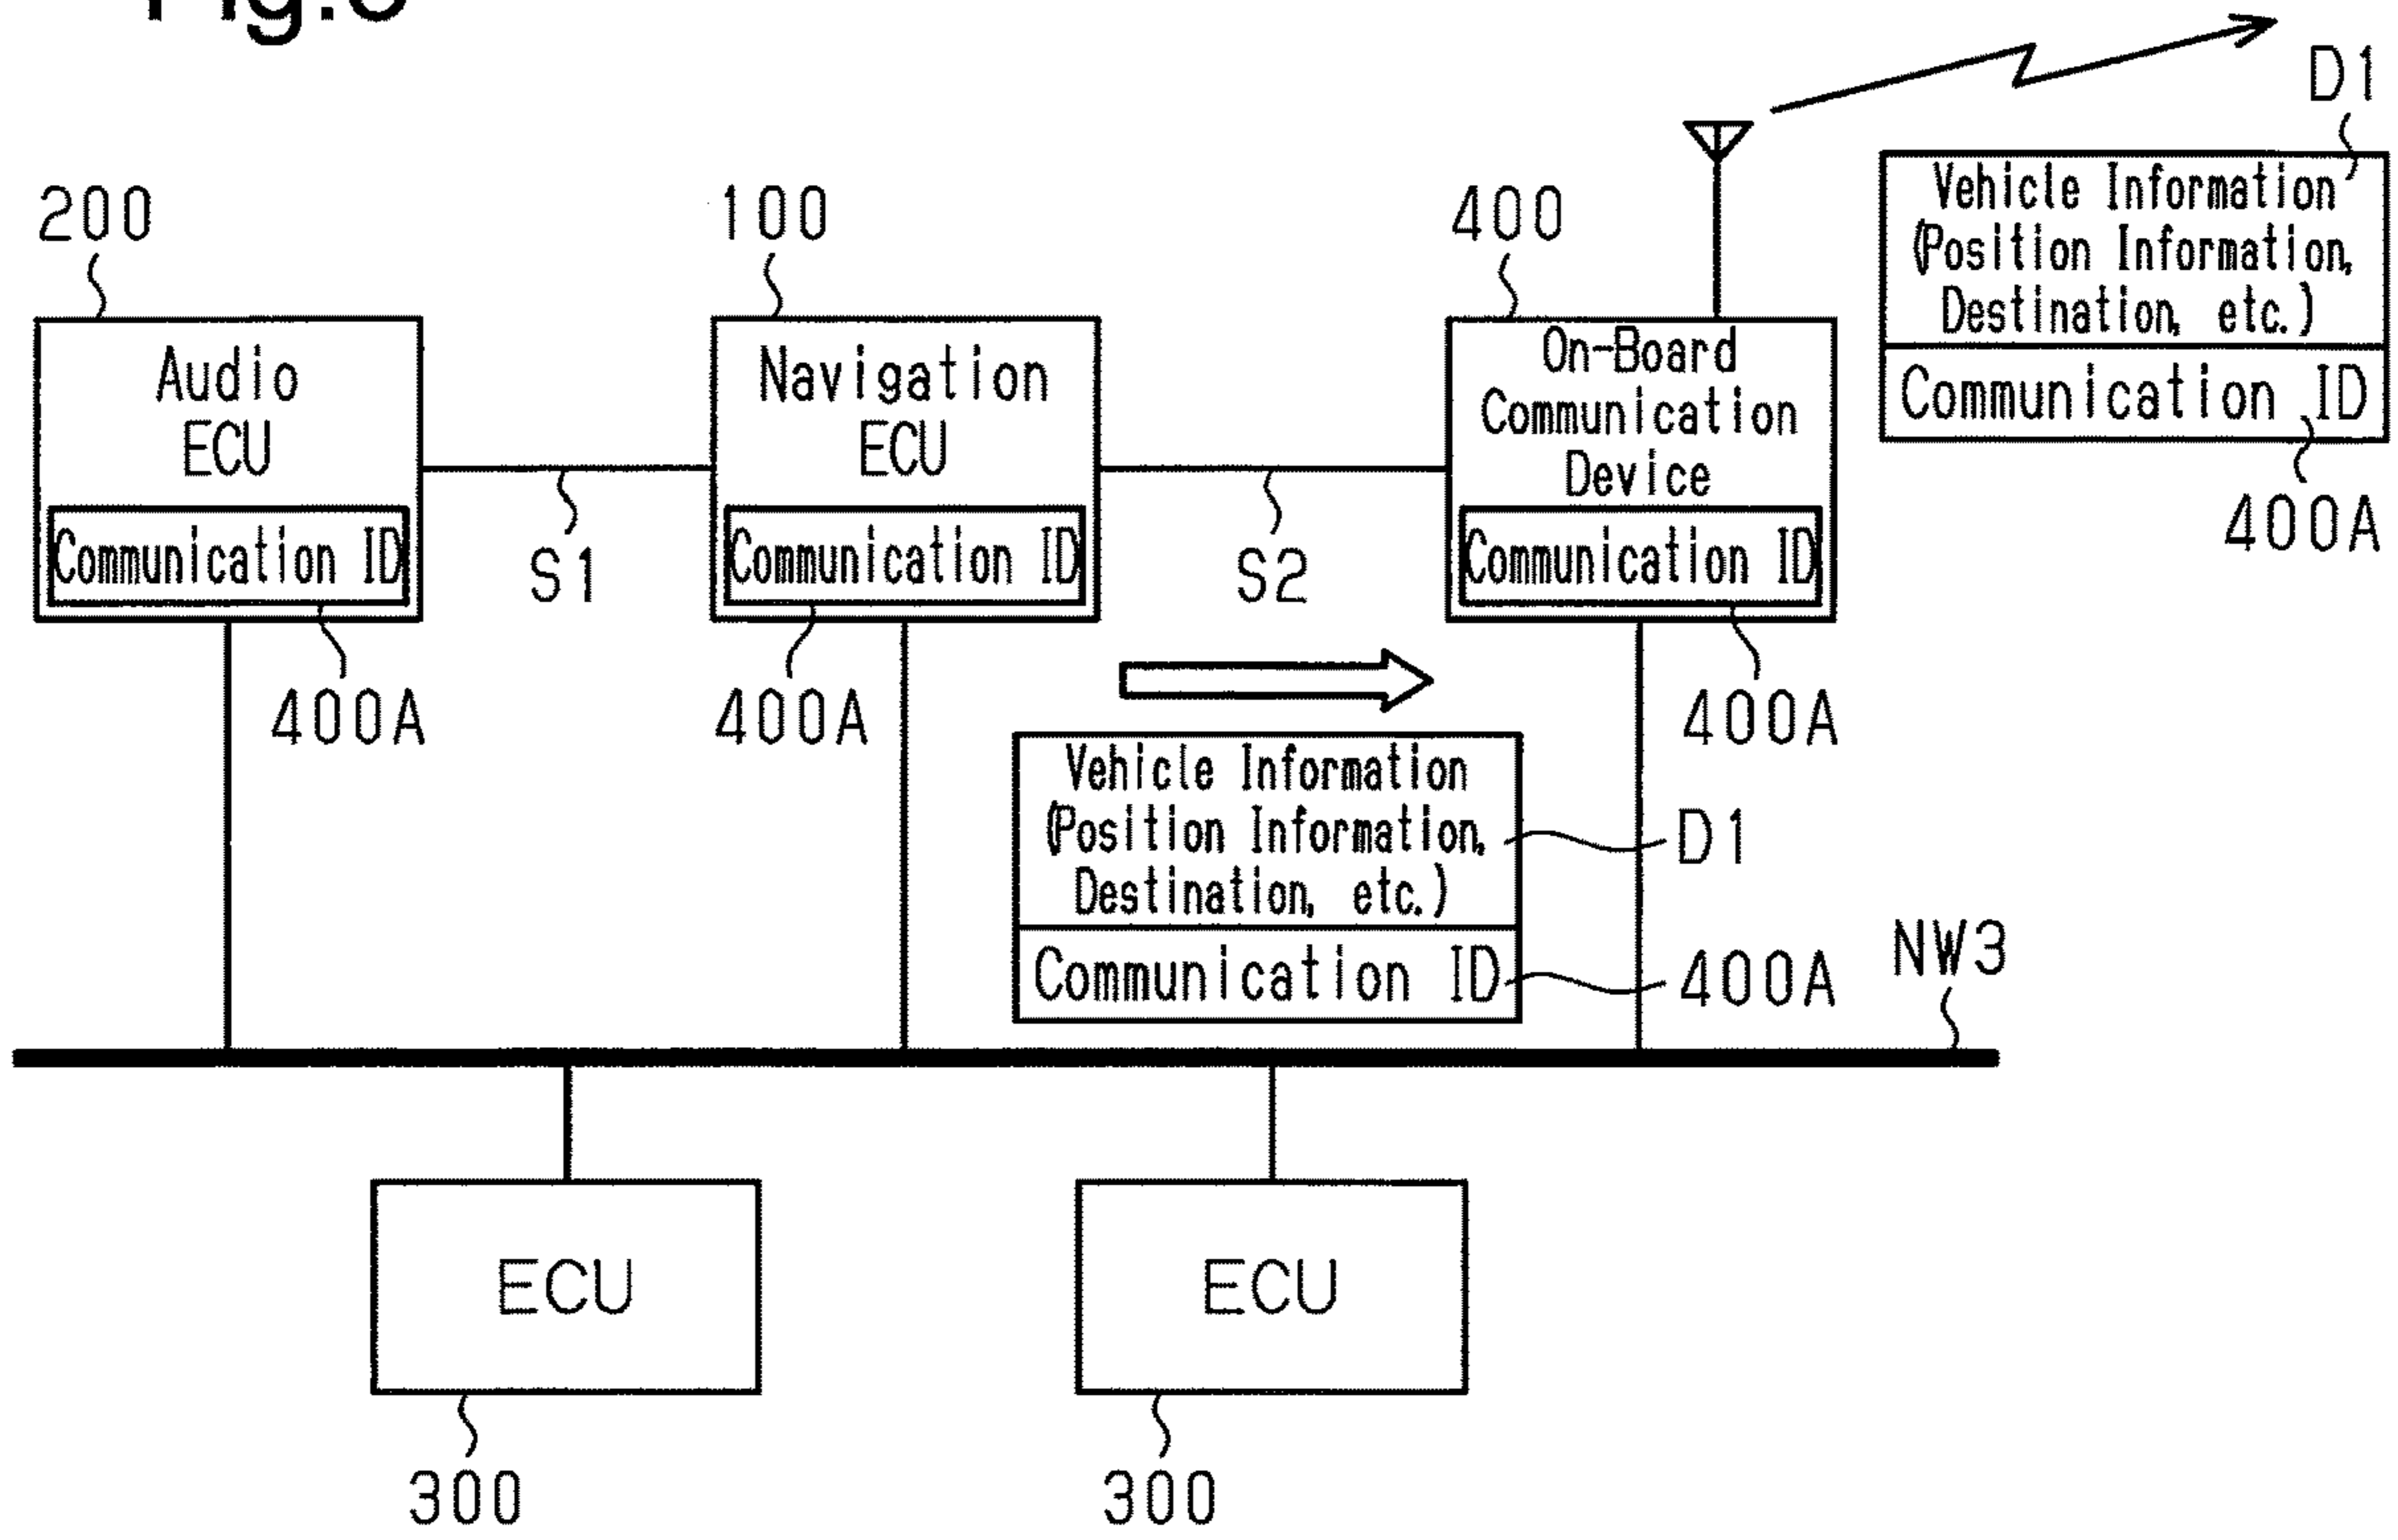 Fig.
D1
Vehicle Information
(Position Information,
Destination, etc.)
Communication ID
400A
200
100
400
Audio
ECU
Communication ID
400A
S1
Navigation
ECU
Communication ID
400A
S2
On-Board
Communication
Device
Communication ID
400A
Vehicle Information
(Position Information,
Destination, etc.)
D1
Communication ID
400A
NW3
ECU
ECU
300
300